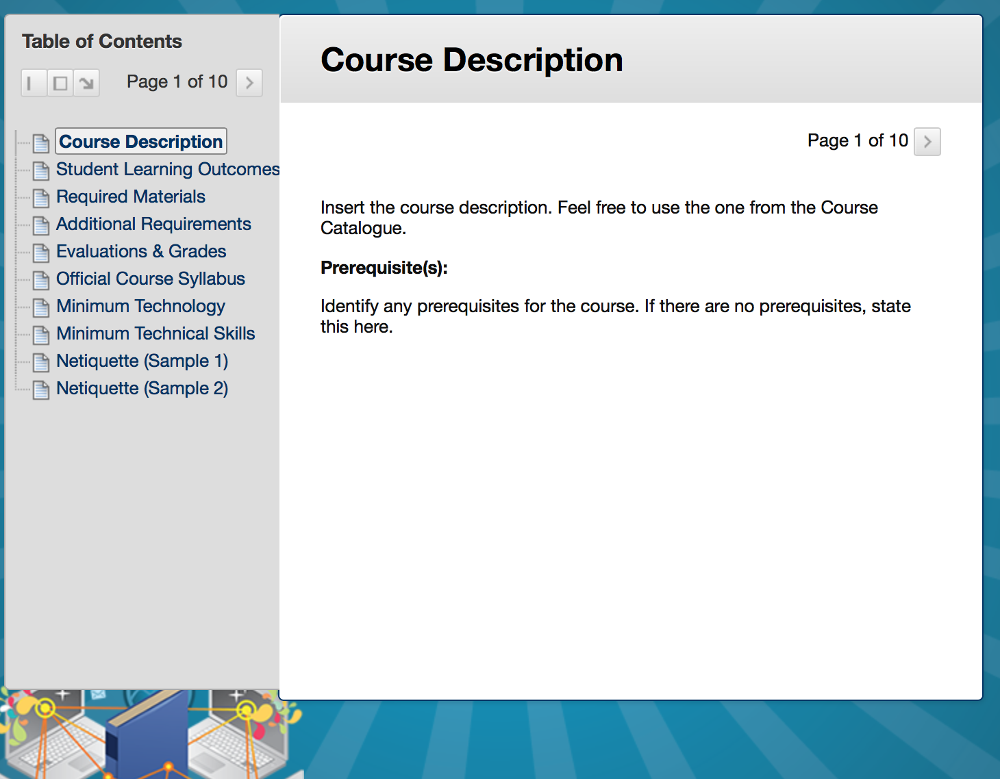 Table of Contents
Page 1 of 10
Course Description
Student Learning Outcomes
Required Materials
Additional Requirements
Evaluations & Grades
Official Course Syllabus
Minimum Technology
Minimum Technical Skills
Netiquette (Sample 1)
Netiquette (Sample 2)
Course Description
Page 1 of 10
Insert the course description. Feel free to use the one from the Course
Catalogue.
Prerequisite(s):
Identify any prerequisites for the course. If there are no prerequisites, state
this here.